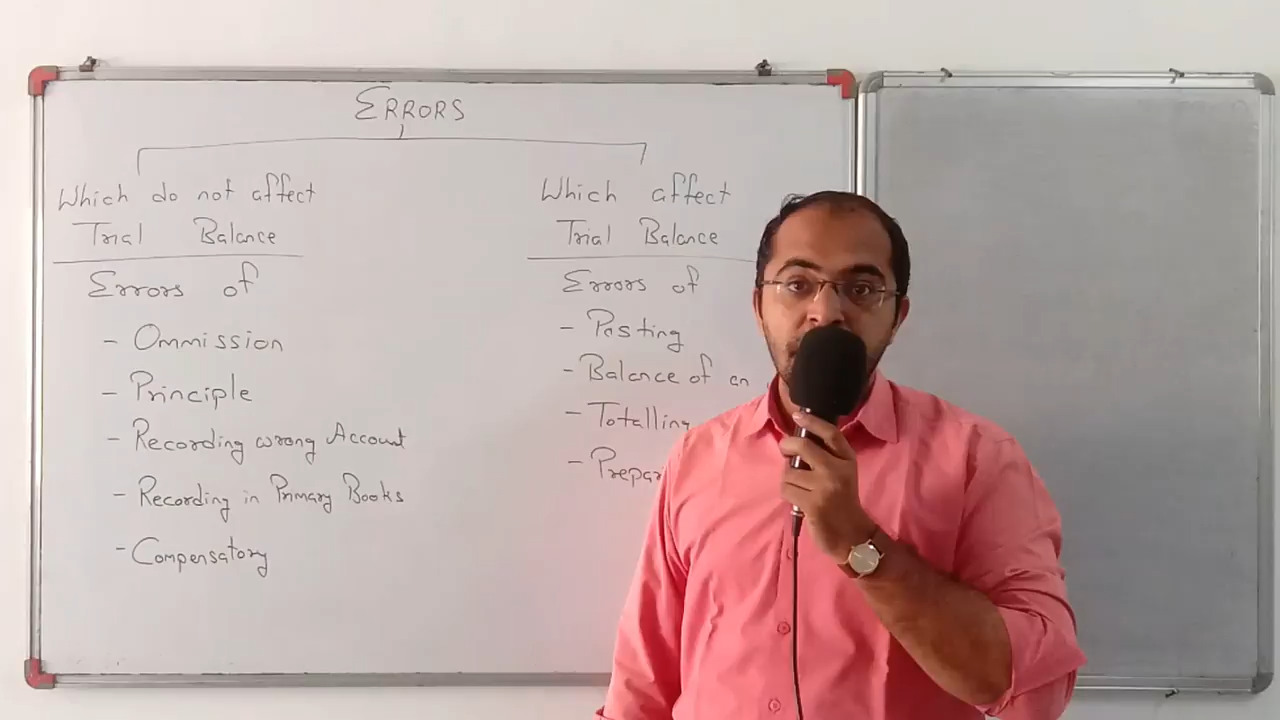 ERRORS
Which do not affect
Trial Balance
Errors of
- Ommission
- Principle
- Recording wrong Account
- Recording in Primary Books
- Compensatory
Which affect
Trial Balance
Errors of
- Posting
- Balance of an
- Totalling
- Prepar